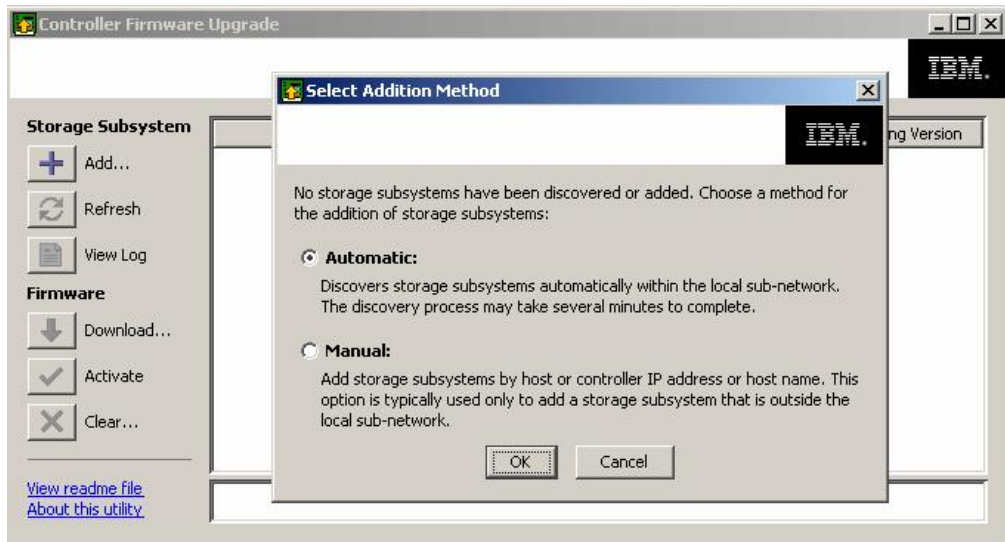 Controller Firmware Upgrade
IBM.
Select Addition Method
IBM.
Storage Subsystem
ng Version
Add...
Refresh
View Log
No storage subsystems have been discovered or added. Choose a method for
the addition of storage subsystems:
Automatic:
Discovers storage subsystems automatically within the local sub-network.
The discovery process may take several minutes to complete.
Manual:
Add storage subsystems by host or controller IP address or host name. This
option is typically used only to add a storage subsystem that is outside the
local sub-network.
OK
Cancel
Firmware
Download...
Activate
Clear...
View readme file
About this utility